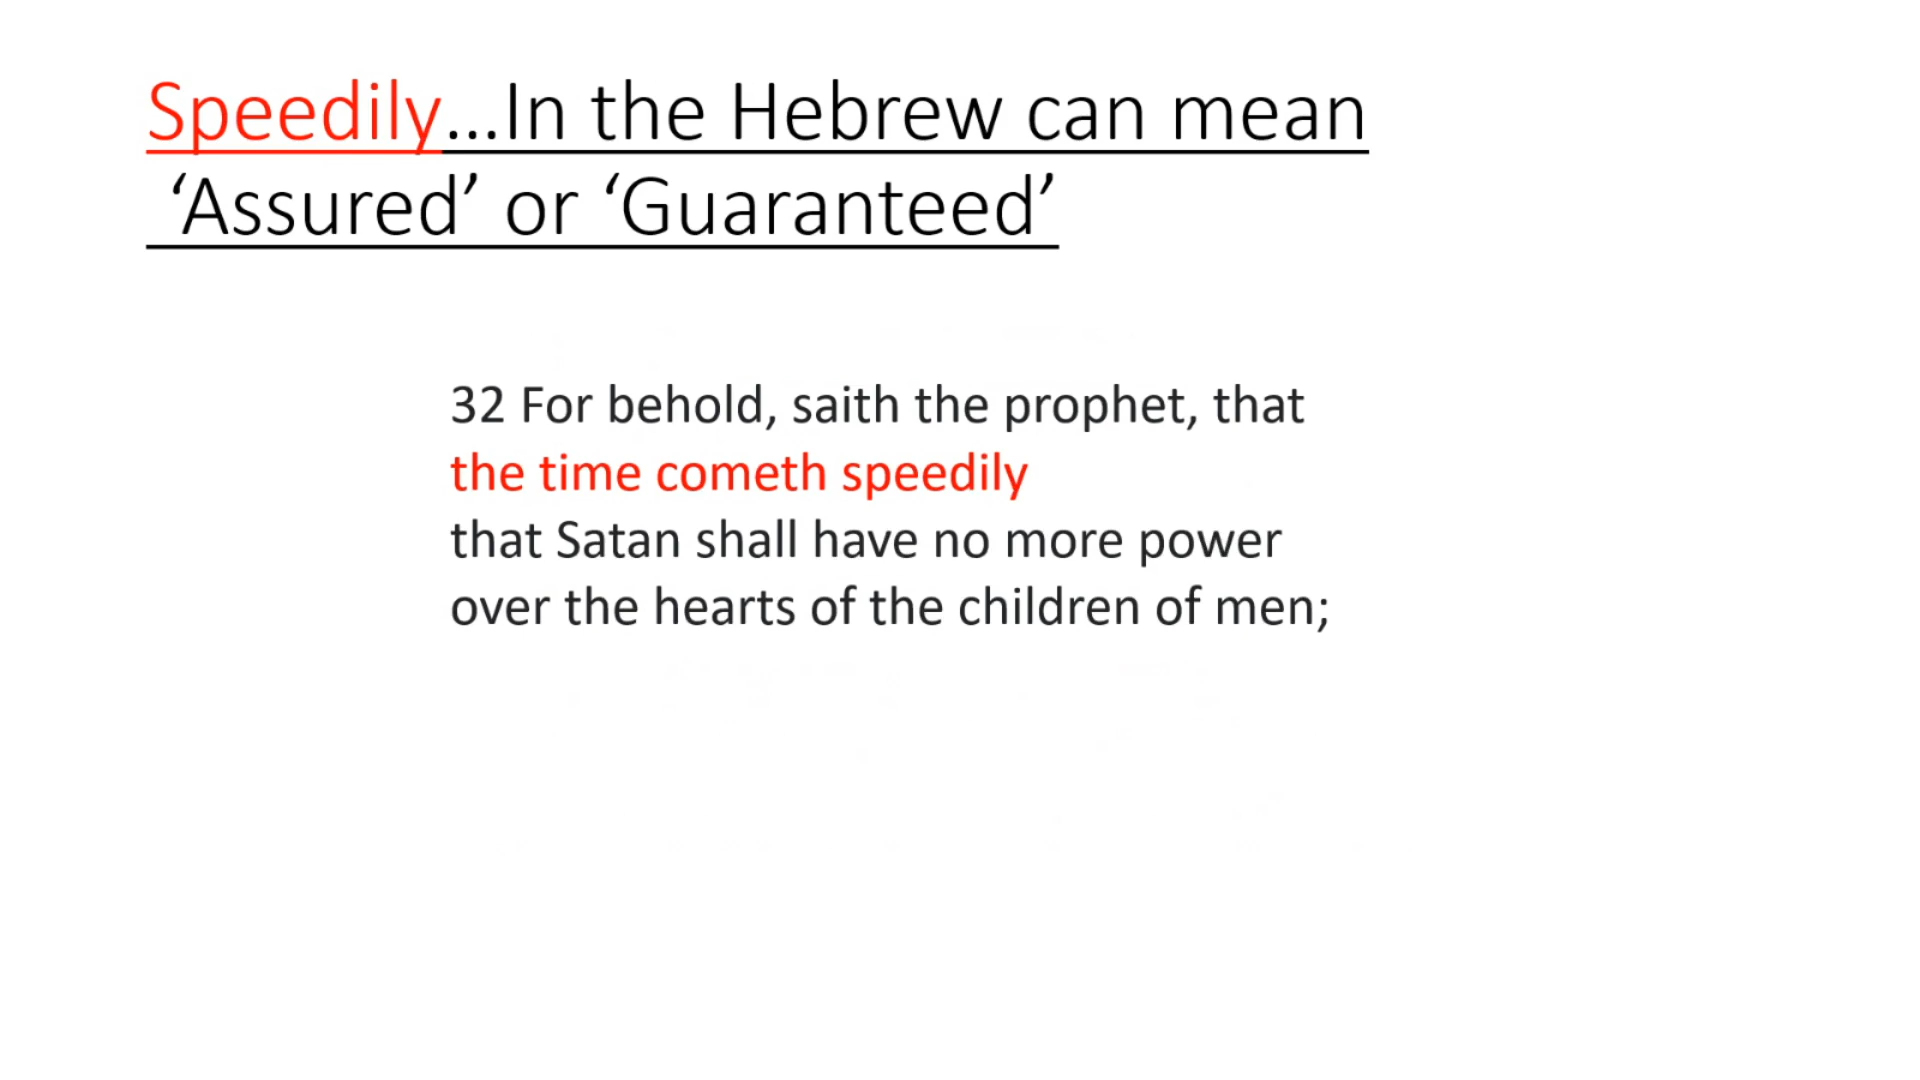 Speedily...In the Hebrew can mean
‘Assured’ or ‘Guaranteed’
32 For behold, saith the prophet, that
the time cometh speedily
that Satan shall have no more power
over the hearts of the children of men;